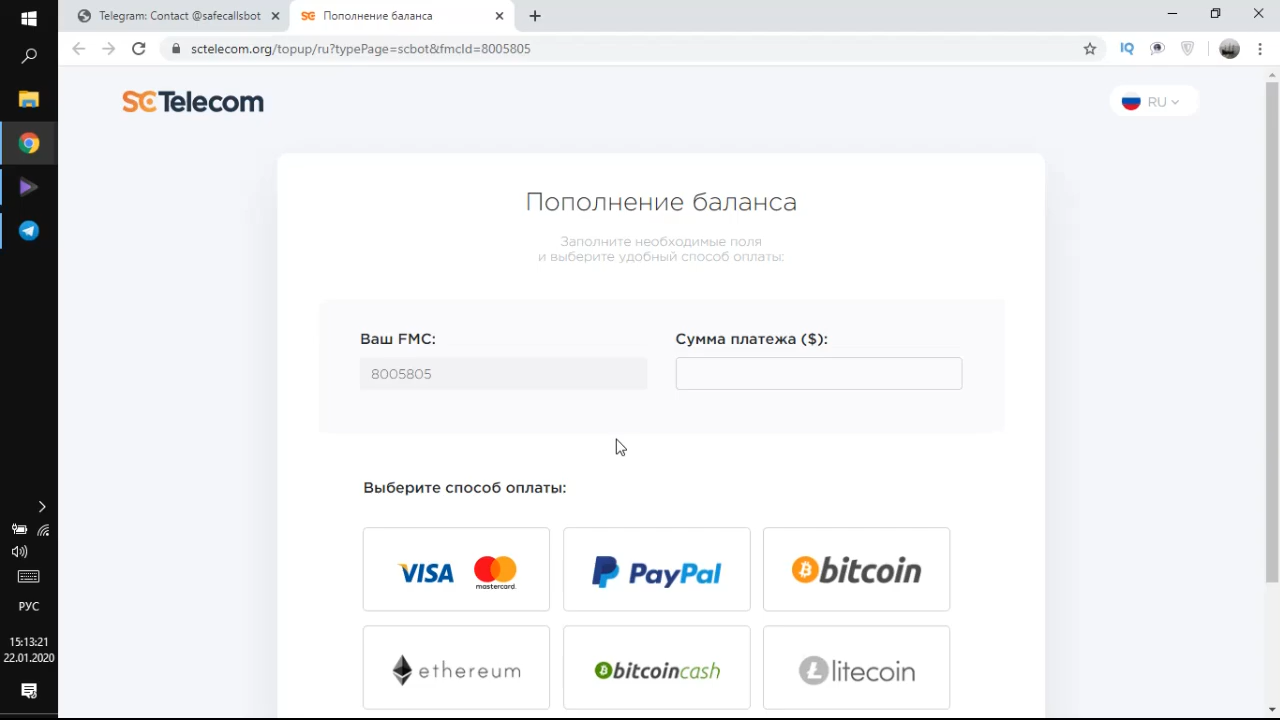 Telegram: Contact @safecallsbot
Пополнение баланса
sctelecom.org/topup/ru?typePage=scbot&fmcId=8005805
IQ
SCTelecom
RU
Пополнение баланса
Заполните необходимые поля
и выберите удобный способ оплаты:
Ваш FMC:
Сумма платежа ($):
8005805
Выберите способ оплаты:
VISA
mastercard.
PayPal
bitcoin
ethereum
bitcoincash
litecoin
РУС
15:13:21
22.01.2020